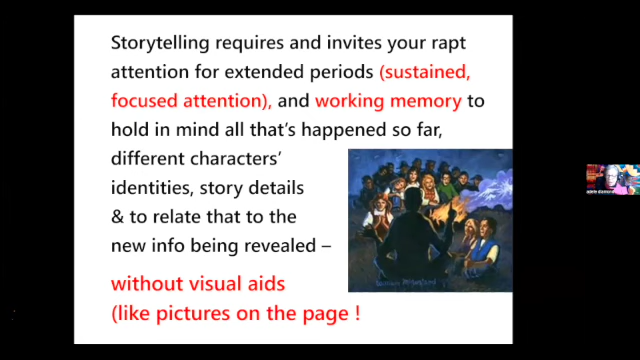 Storytelling requires and invites your rapt
attention for extended periods (sustained,
focused attention), and working memory to
hold in mind all that's happened so far,
different characters'
identities, story details
& to relate that to the
new info being revealed –
without visual aids
(like pictures on the page !